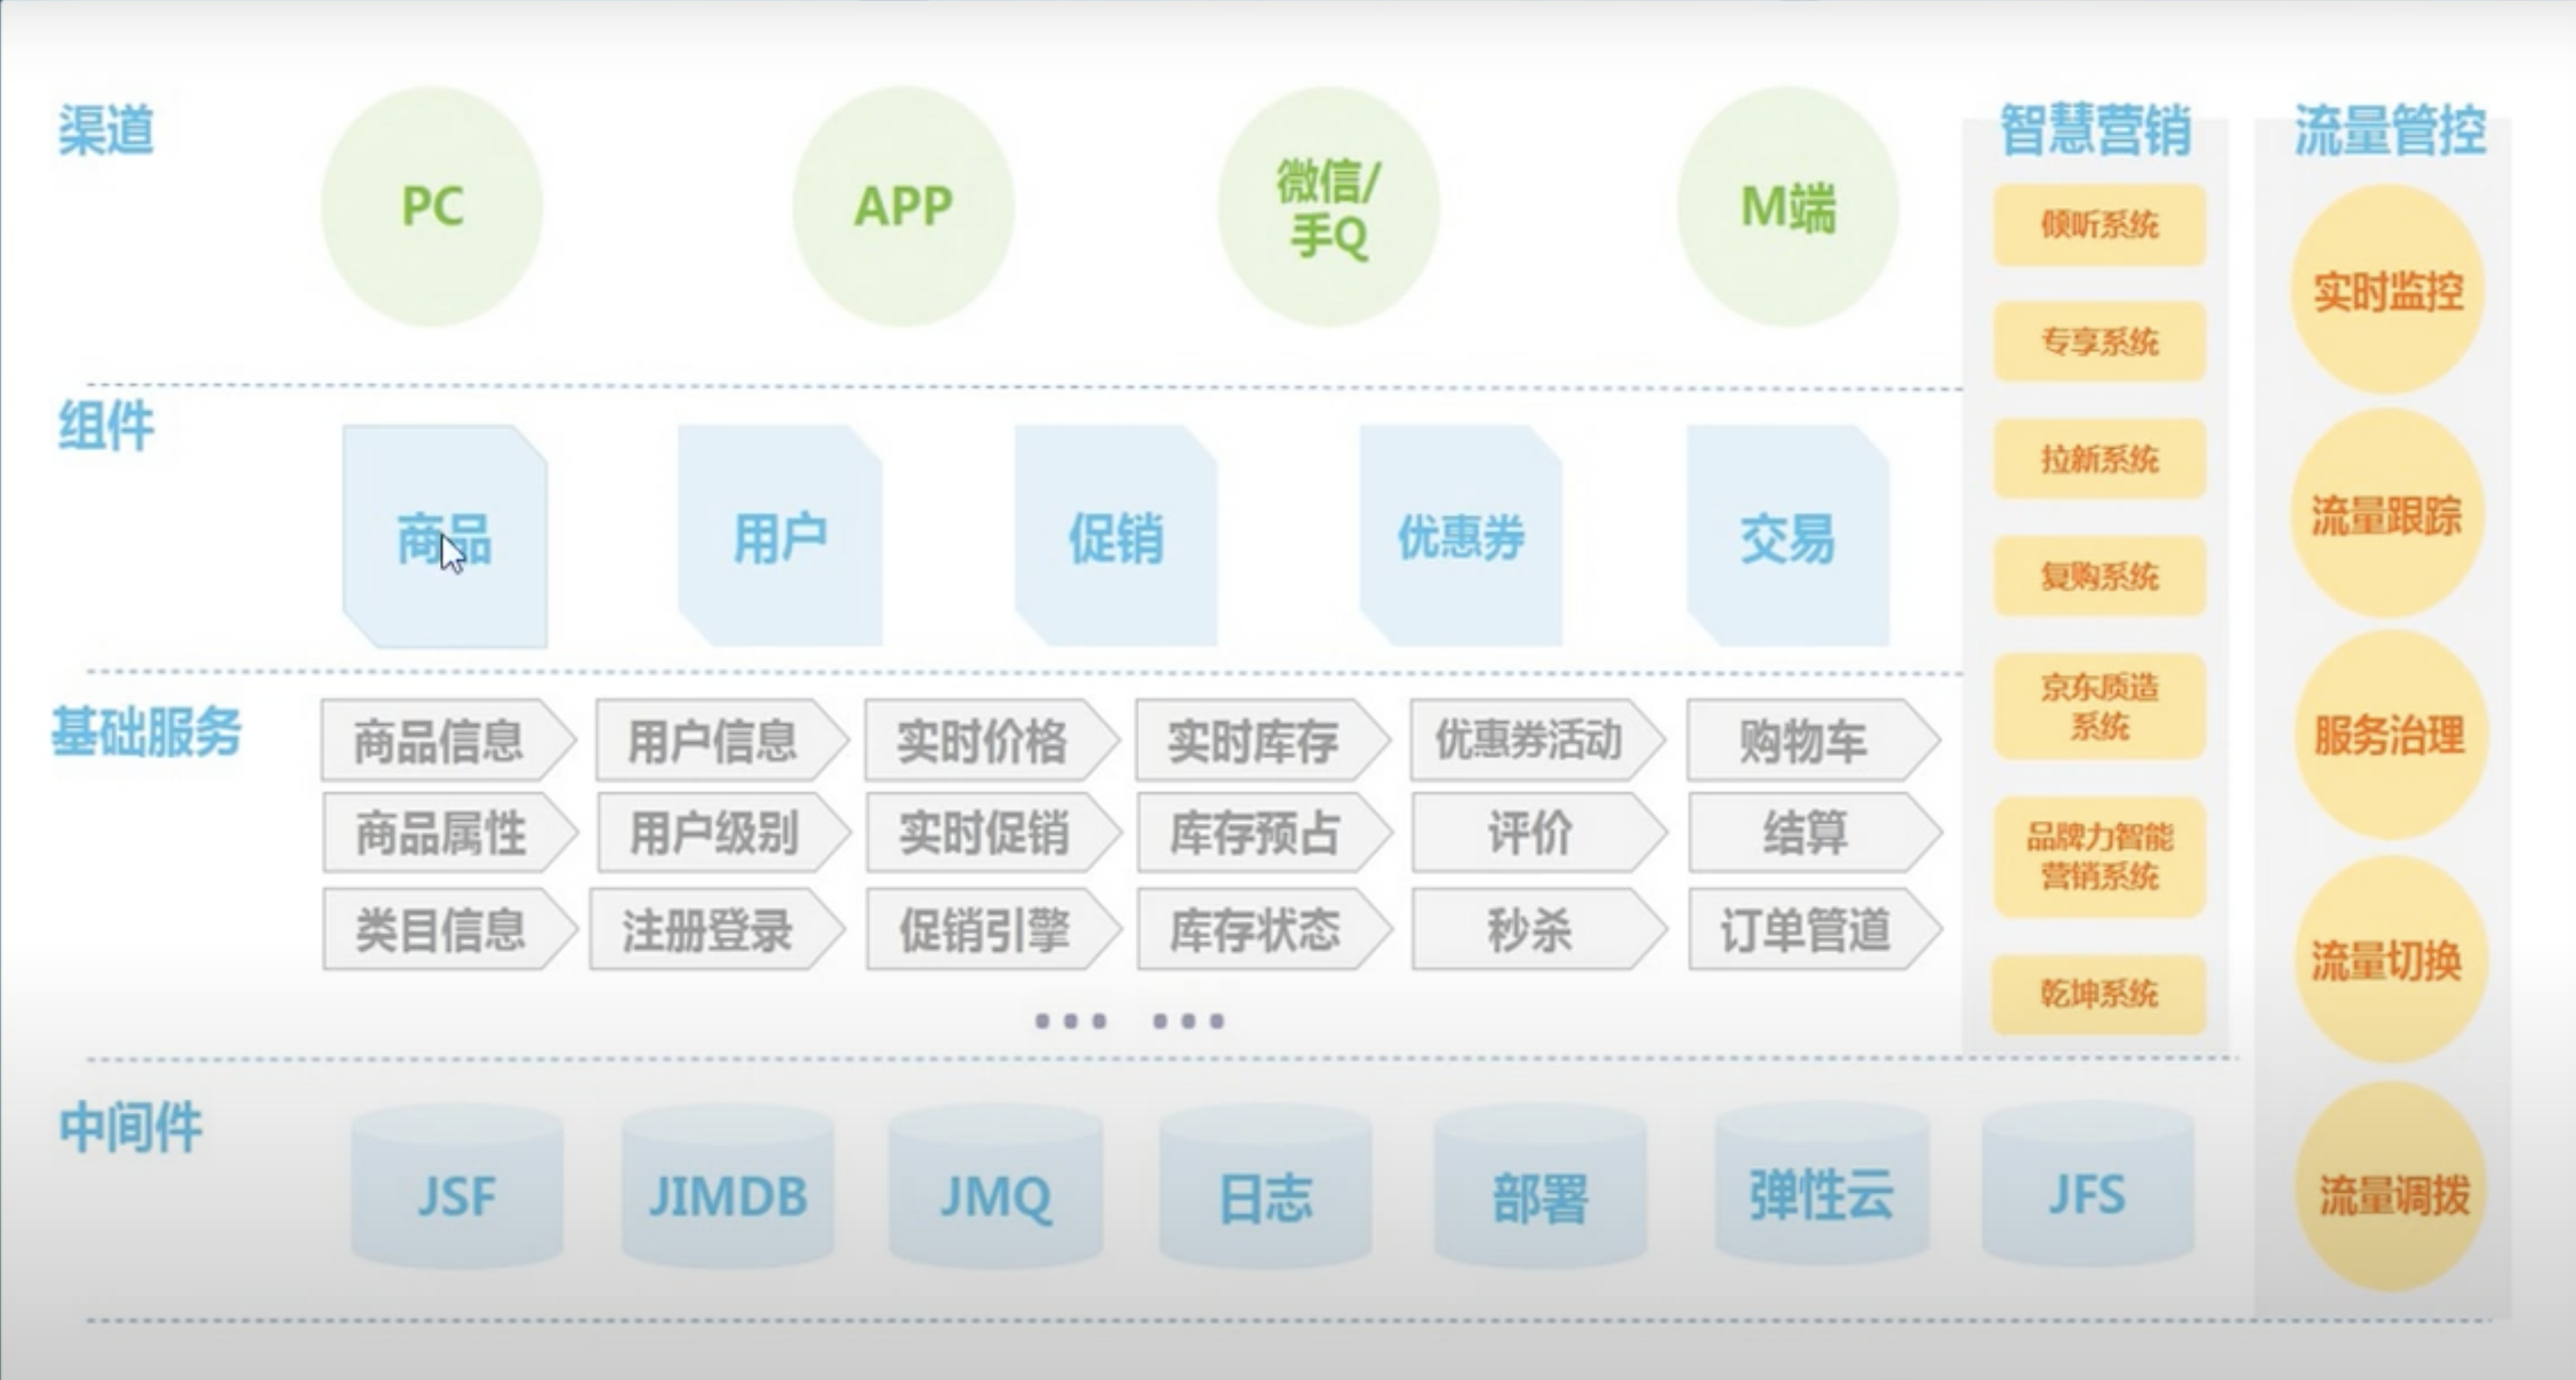 渠道
PC
APP
微信/
手Q
M端
组件
商品
用户
促销
优惠券
交易
基础服务
商品信息
用户信息
实时价格
实时库存
优惠券活动
购物车
商品属性
用户级别
实时促销
库存预占
评价
结算
类目信息
注册登录
促销引擎
库存状态
秒杀
订单管道
... ...
中间件
JSF
JIMDB
JMQ
日志
部署
弹性云
JFS
智慧营销
倾听系统
专享系统
拉新系统
复购系统
京东质造
系统
品牌力智能
营销系统
乾坤系统
流量管控
实时监控
流量跟踪
服务治理
流量切换
流量调拨